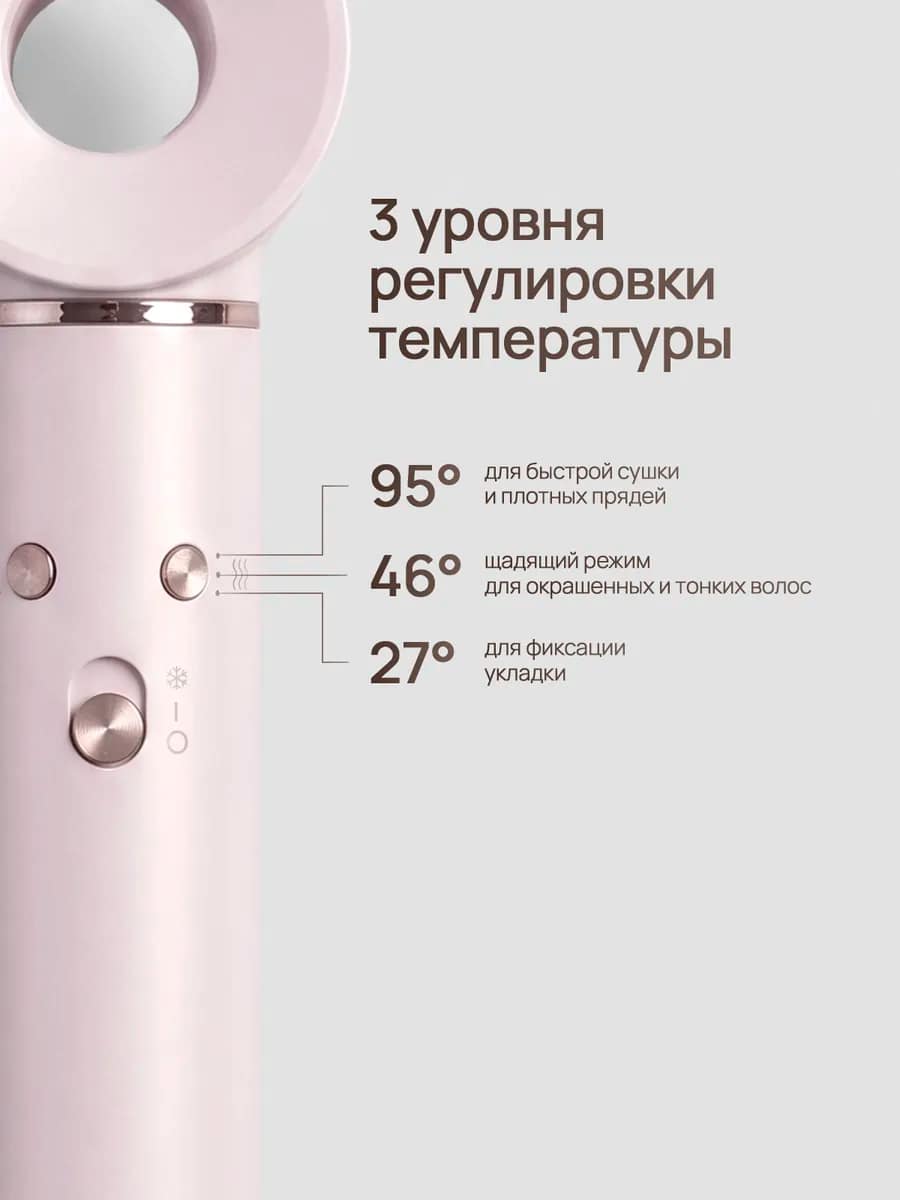 3 уровня
регулировки
температуры
95°
для быстрой сушки
и плотных прядей
46°
щадящий режим
для окрашенных и тонких волос
27°
для фиксации
укладки